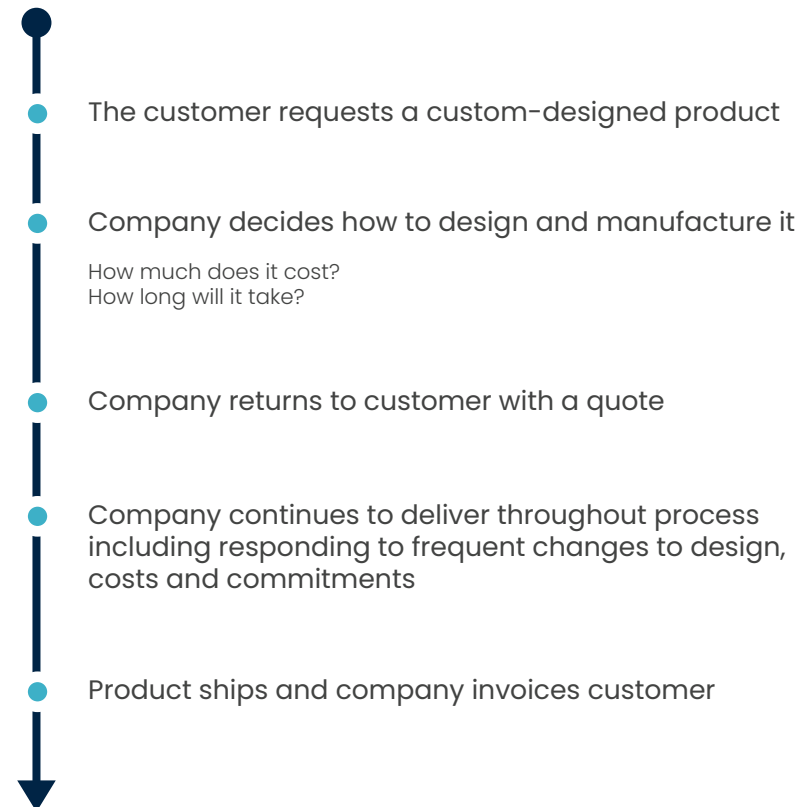 The customer requests a custom-designed product
Company decides how to design and manufacture it
How much does it cost?
How long will it take?
Company returns to customer with a quote
Company continues to deliver throughout process
including responding to frequent changes to design,
costs and commitments
Product ships and company invoices customer